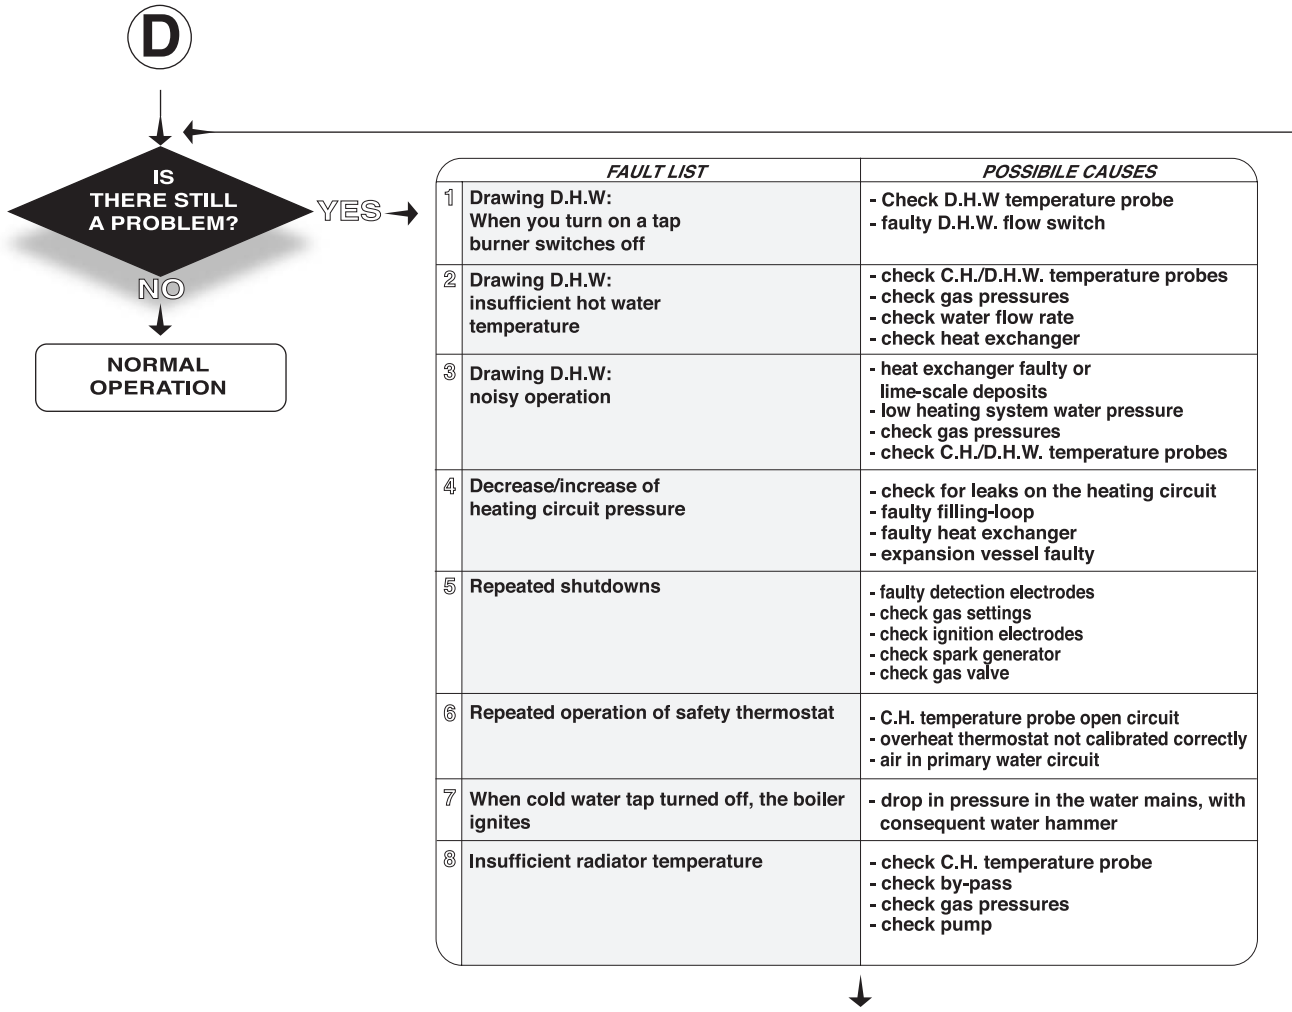 D
IS
THERE STILL
A PROBLEM?
YES
NO
NORMAL
OPERATION
FAULT LIST
POSSIBILE CAUSES
1 Drawing D.H.W:
When you turn on a tap
burner switches off
- Check D.H.W temperature probe
- faulty D.H.W. flow switch
2 Drawing D.H.W:
insufficient hot water
temperature
- check C.H./D.H.W. temperature probes
- check gas pressures
- check water flow rate
- check heat exchanger
3 Drawing D.H.W:
noisy operation
- heat exchanger faulty or
lime-scale deposits
- low heating system water pressure
- check gas pressures
- check C.H./D.H.W. temperature probes
4 Decrease/increase of
heating circuit pressure
- check for leaks on the heating circuit
- faulty filling-loop
- faulty heat exchanger
- expansion vessel faulty
5 Repeated shutdowns
- faulty detection electrodes
- check gas settings
- check ignition electrodes
- check spark generator
- check gas valve
6 Repeated operation of safety thermostat
- C.H. temperature probe open circuit
- overheat thermostat not calibrated correctly
- air in primary water circuit
7 When cold water tap turned off, the boiler
ignites
- drop in pressure in the water mains, with
consequent water hammer
8 Insufficient radiator temperature
- check C.H. temperature probe
- check by-pass
- check gas pressures
- check pump